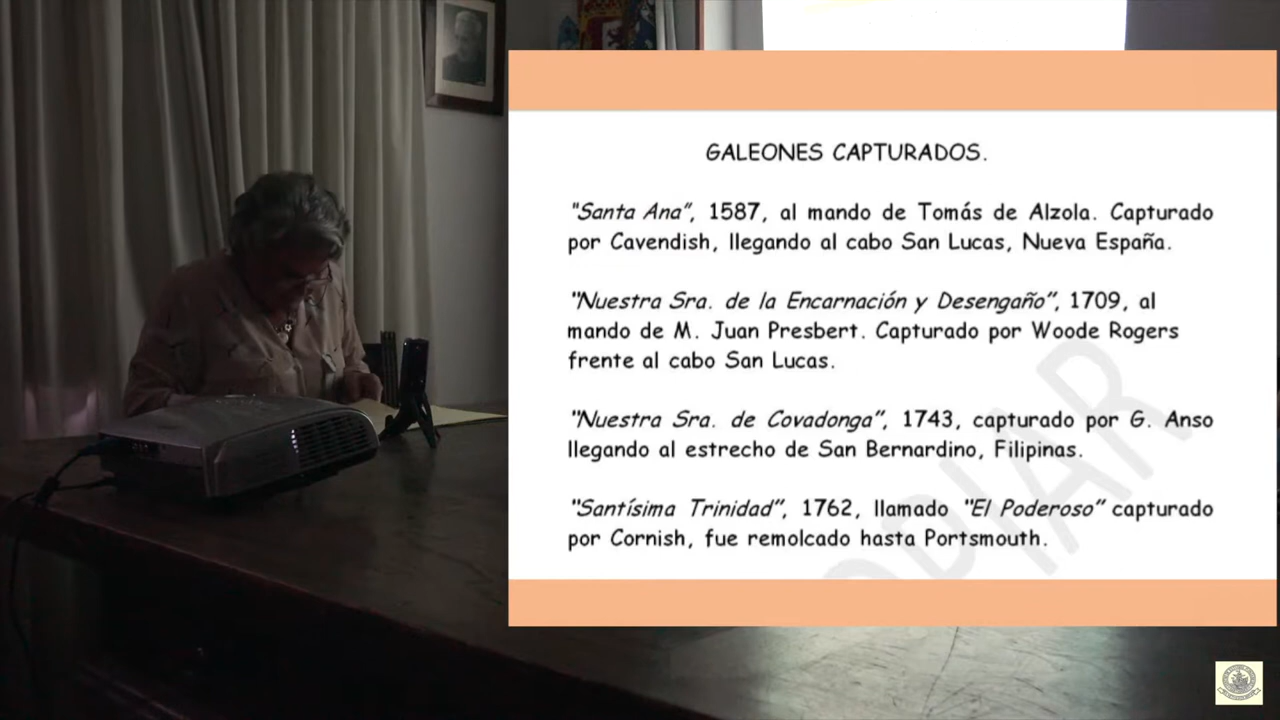 GALEONES CAPTURADOS.
"Santa Ana", 1587, al mando de Tomás de Alzola. Capturado
por Cavendish, llegando al cabo San Lucas, Nueva España.
"Nuestra Sra. de la Encarnación y Desengaño", 1709, al
mando de M. Juan Presbert. Capturado por Woode Rogers
frente al cabo San Lucas.
"Nuestra Sra. de Covadonga", 1743, capturado por G. Anso
llegando al estrecho de San Bernardino, Filipinas.
"Santísima Trinidad", 1762, llamado "El Poderoso" capturado
por Cornish, fue remolcado hasta Portsmouth.